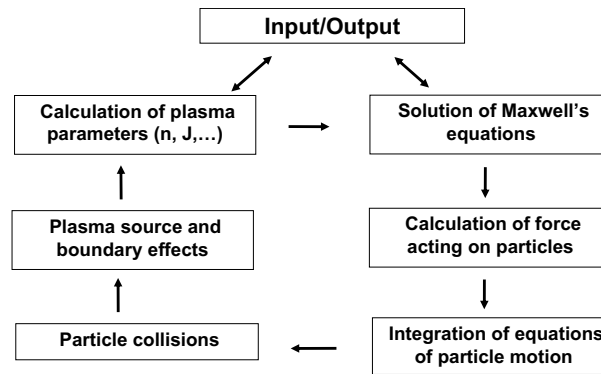 Input/Output
Calculation of plasma
parameters (n, J,…)
Solution of Maxwell's
equations
Plasma source and
boundary effects
Calculation of force
acting on particles
Particle collisions
Integration of equations
of particle motion